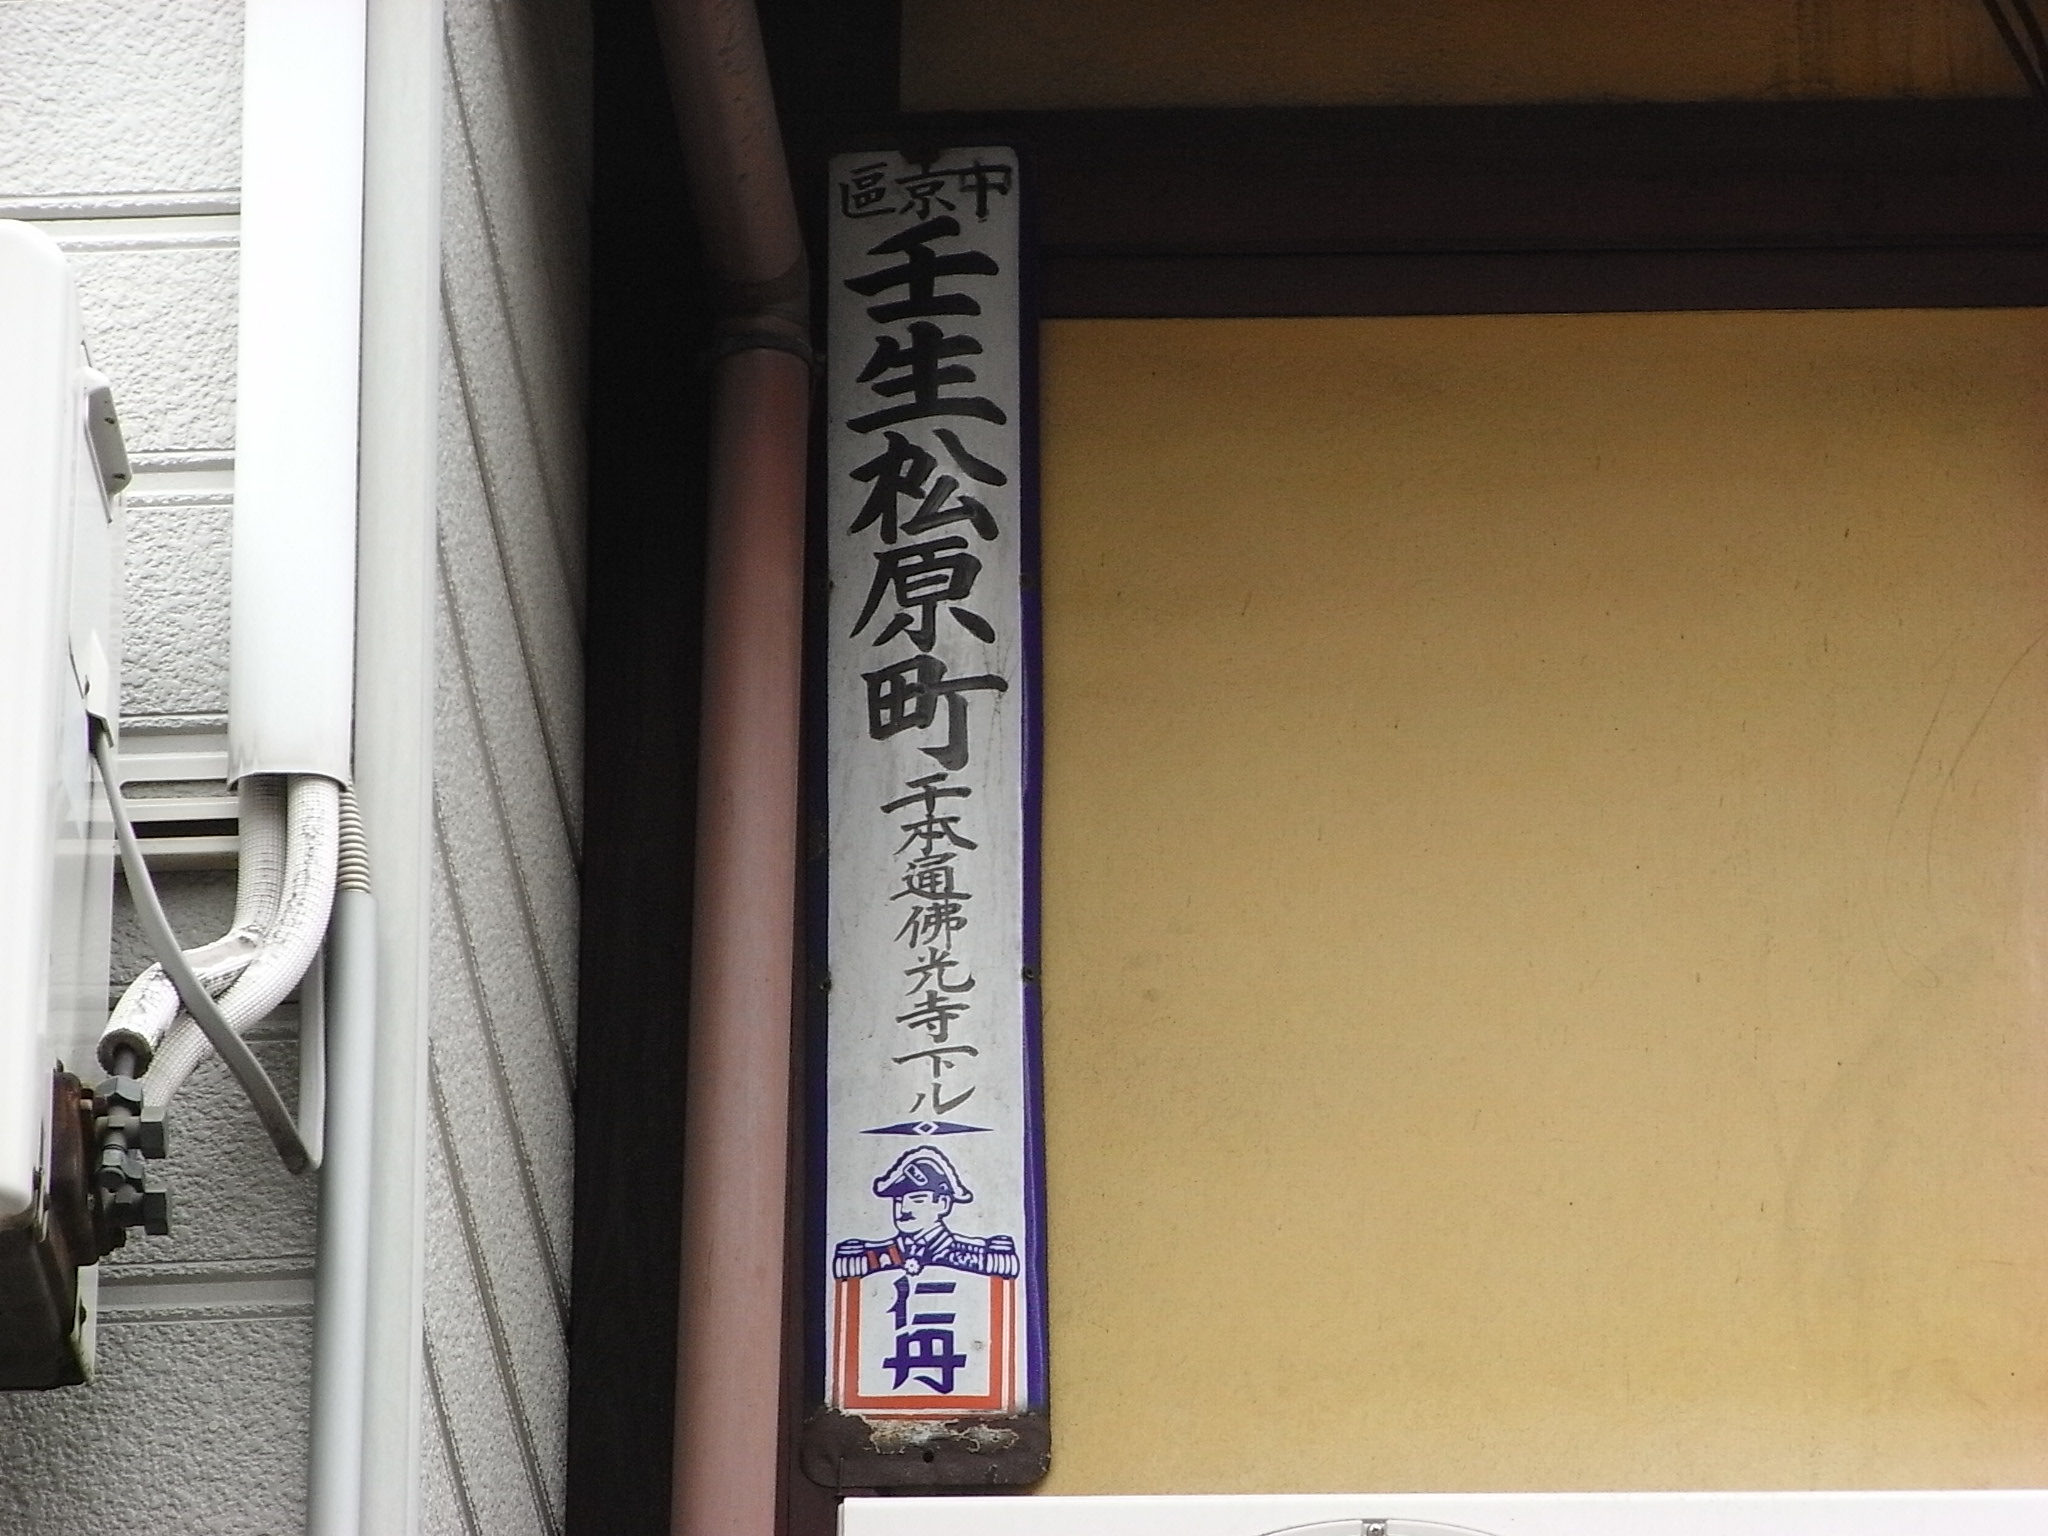 中京區
壬生松原町
千本通佛光寺下ル
仁丹